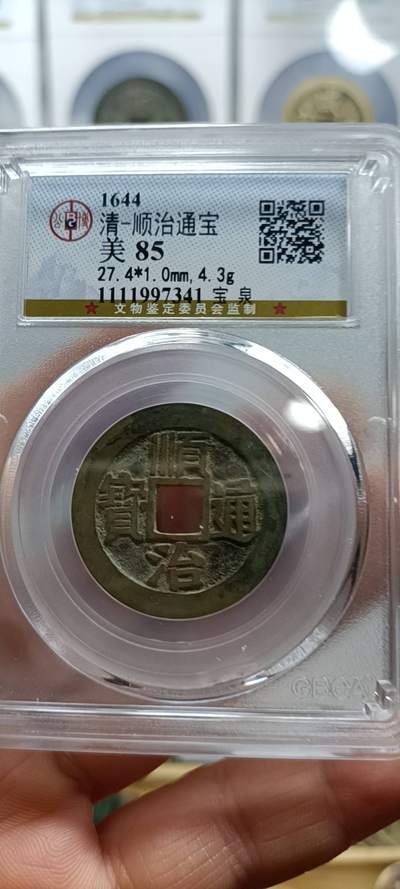 1644
清-顺治通宝
美 85
27.4*1.0mm,4.3g
1111997341 宝 泉
★ 文物鉴定委员会监制 ★
順
寶 通
治
GBCA